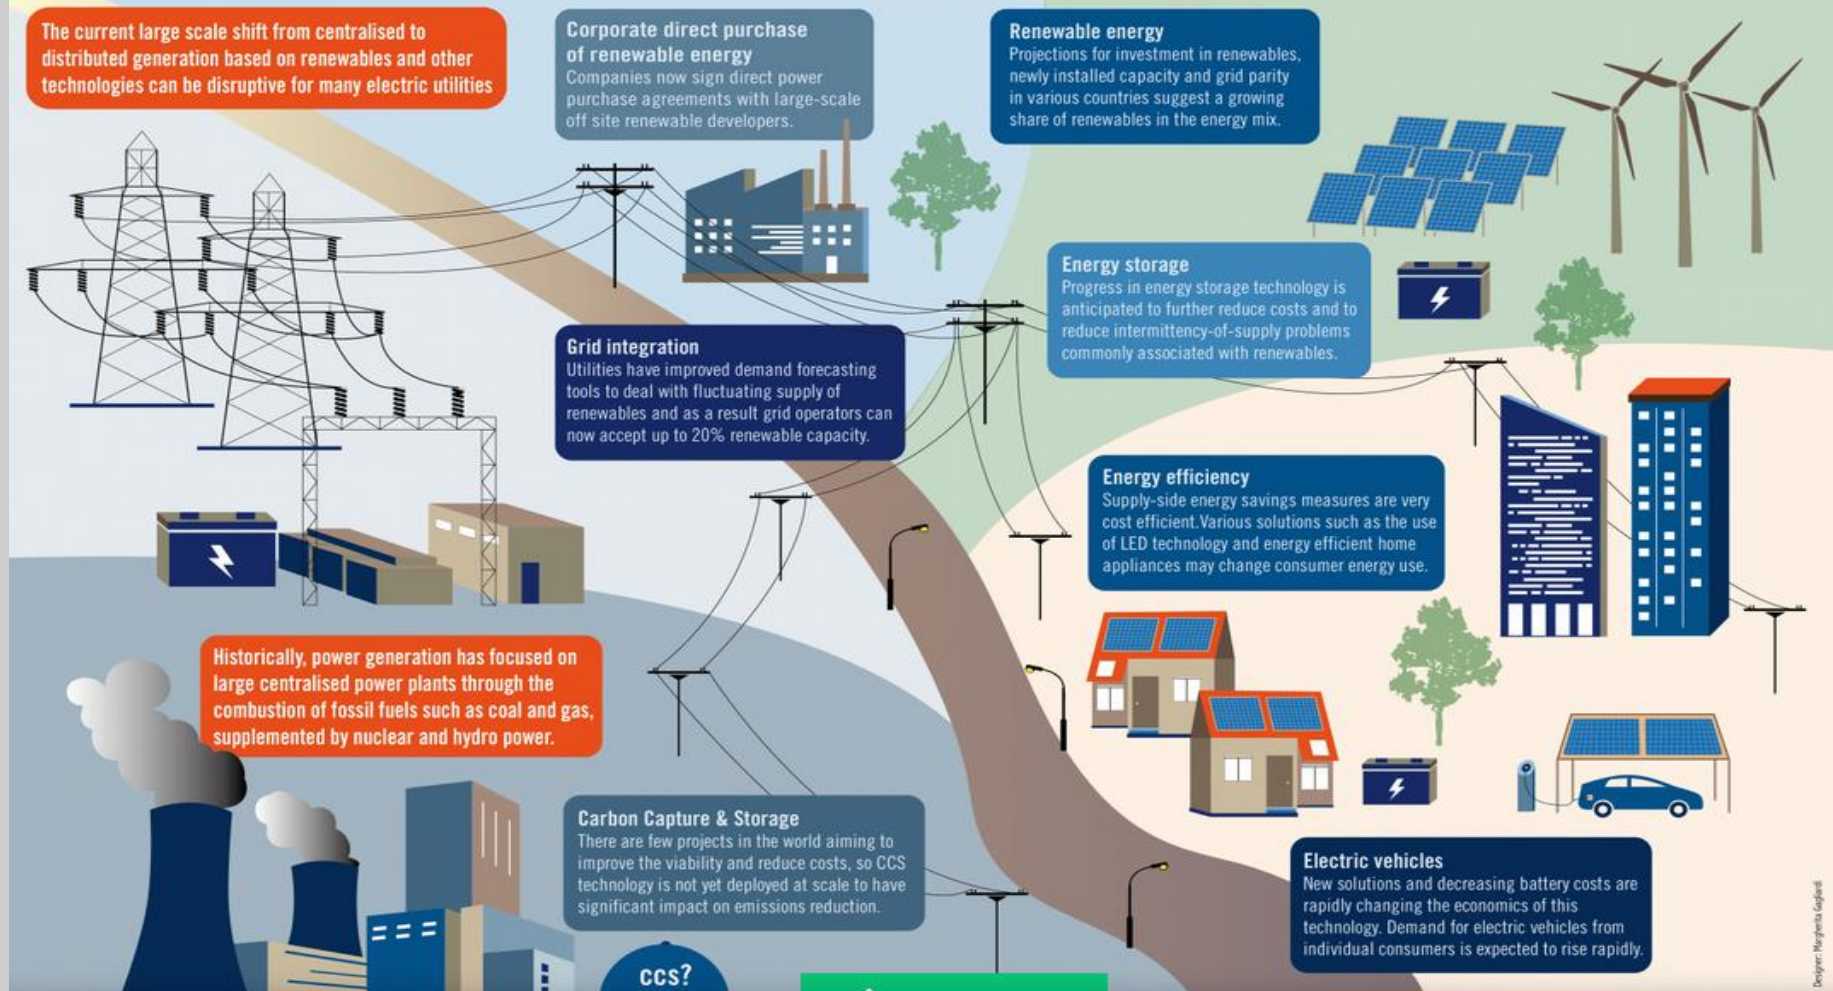 The current large scale shift from centralised to
distributed generation based on renewables and other
technologies can be disruptive for many electric utilities
Corporate direct purchase
of renewable energy
Companies now sign direct power
purchase agreements with large-scale
off site renewable developers.
Renewable energy
Projections for investment in renewables,
newly installed capacity and grid parity
in various countries suggest a growing
share of renewables in the energy mix.
Energy storage
Progress in energy storage technology is
anticipated to further reduce costs and to
reduce intermittency-of-supply problems
commonly associated with renewables.
Grid integration
Utilities have improved demand forecasting
tools to deal with fluctuating supply of
renewables and as a result grid operators can
now accept up to 20% renewable capacity.
Energy efficiency
Supply-side energy savings measures are very
cost efficient.Various solutions such as the use
of LED technology and energy efficient home
appliances may change consumer energy use.
Historically, power generation has focused on
large centralised power plants through the
combustion of fossil fuels such as coal and gas,
supplemented by nuclear and hydro power.
Carbon Capture & Storage
There are few projects in the world aiming to
improve the viability and reduce costs, so CCS
technology is not yet deployed at scale to have
significant impact on emissions reduction.
Electric vehicles
New solutions and decreasing battery costs are
rapidly changing the economics of this
technology. Demand for electric vehicles from
individual consumers is expected to rise rapidly.
ccs?
Designer: Margherita Gagliardi